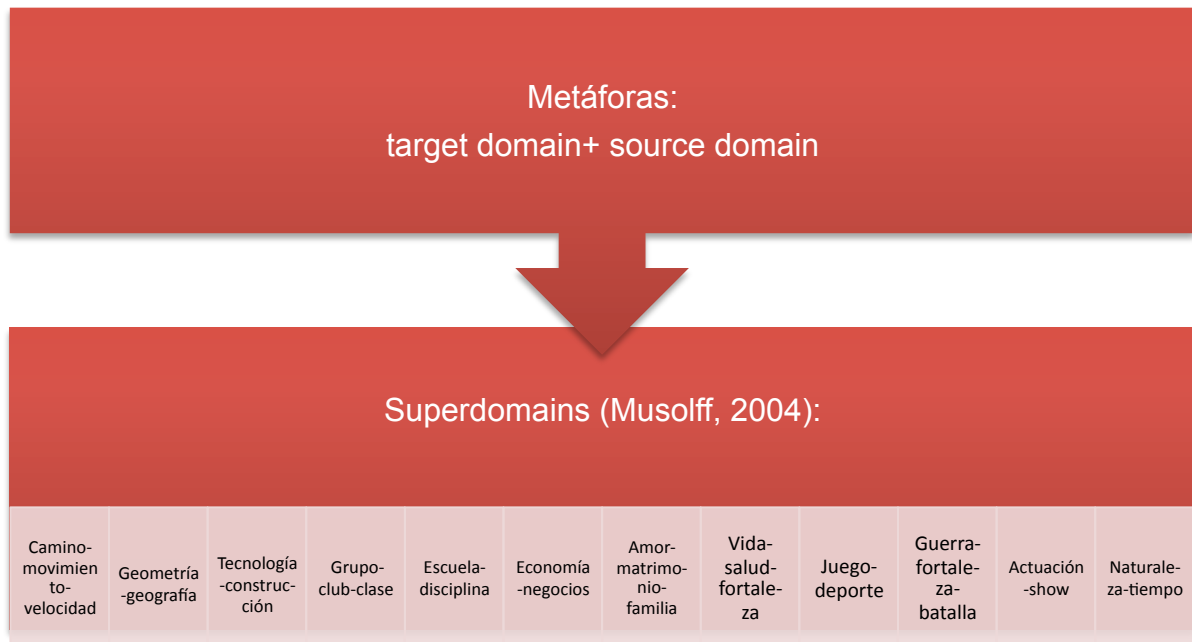 Metáforas:
target domain+ source domain
Superdomains (Musolff, 2004):
Camino-
movimien
to-
velocidad
Geometría
-geografía
Tecnología
-construc-
ción
Grupo-
club-clase
Escuela-
disciplina
Economía
-negocios
Amor-
matrimo-
nio-
familia
Vida-
salud-
fortale-
za
Juego-
deporte
Guerra-
fortale-
za-
batalla
Actuación
-show
Naturale-
za-tiempo